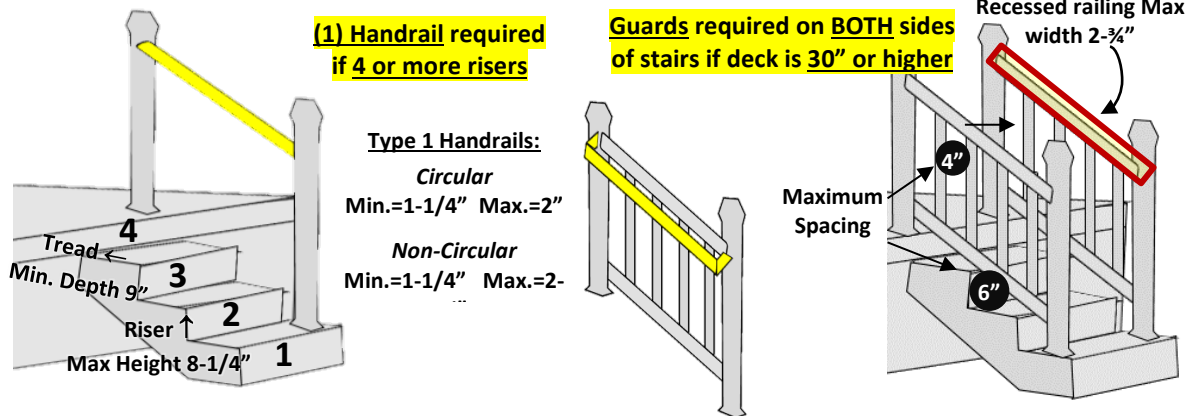 (1) Handrail required
if 4 or more risers
Type 1 Handrails:
Circular
Min.=1-1/4” Max.=2”
Non-Circular
Min.=1-1/4” Max.=2-
4
Tread ←
3
Min. Depth 9”
2
Riser ↑
1
Max Height 8-1/4”
Guards required on BOTH sides
of stairs if deck is 30” or higher
Recessed railing Max
width 2-¾”
4”
Maximum
Spacing
6”